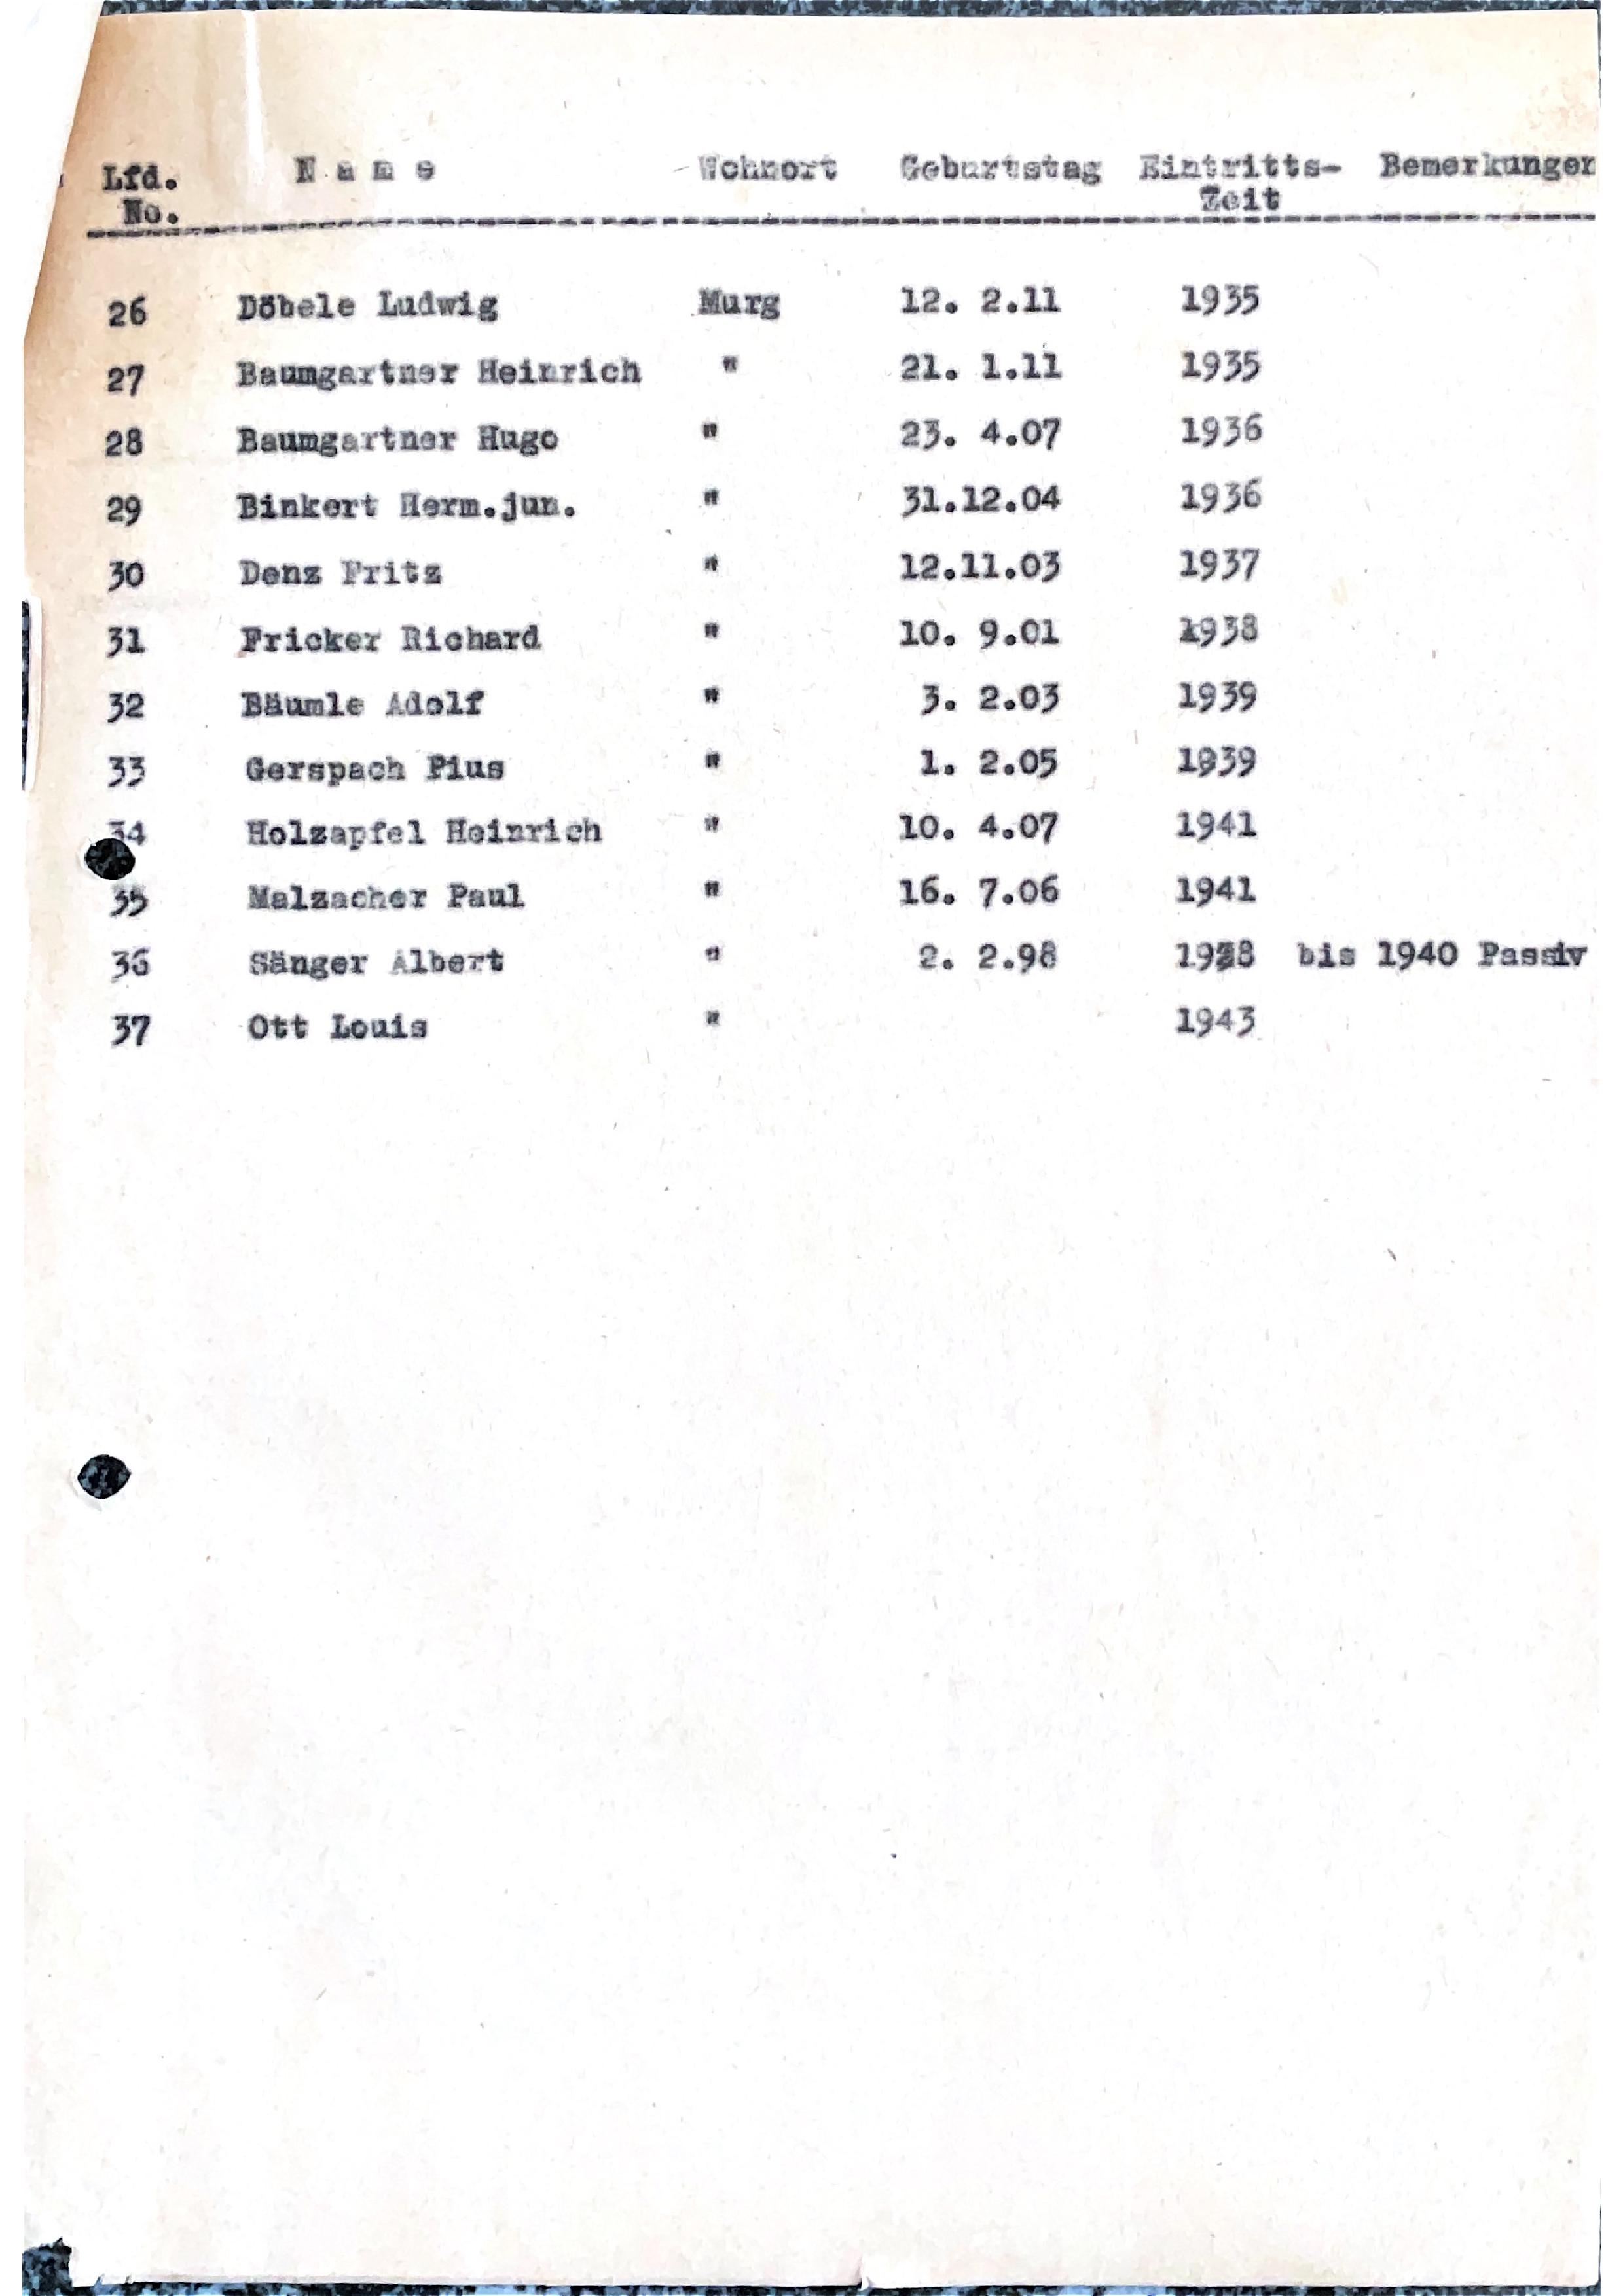 Lfd. No. Name Wohnort Geburtstag Eintritts-Zeit Bemerkungen
26 Döbele Ludwig Murg 12. 2.11 1935
27 Baumgartner Heinrich " 21. 1.11 1935
28 Baumgartner Hugo " 23. 4.07 1936
29 Binkert Herm.jun. " 31.12.04 1936
30 Denz Fritz " 12.11.03 1937
31 Fricker Richard " 10. 9.01 1938
32 Bäumle Adolf " 3. 2.03 1939
33 Gerspach Pius " 1. 2.05 1939
34 Holzapfel Heinrich " 10. 4.07 1941
35 Malzacher Paul " 16. 7.06 1941
36 Sänger Albert " 2. 2.98 bis 1940 Passiv
37 Ott Louis " 1943